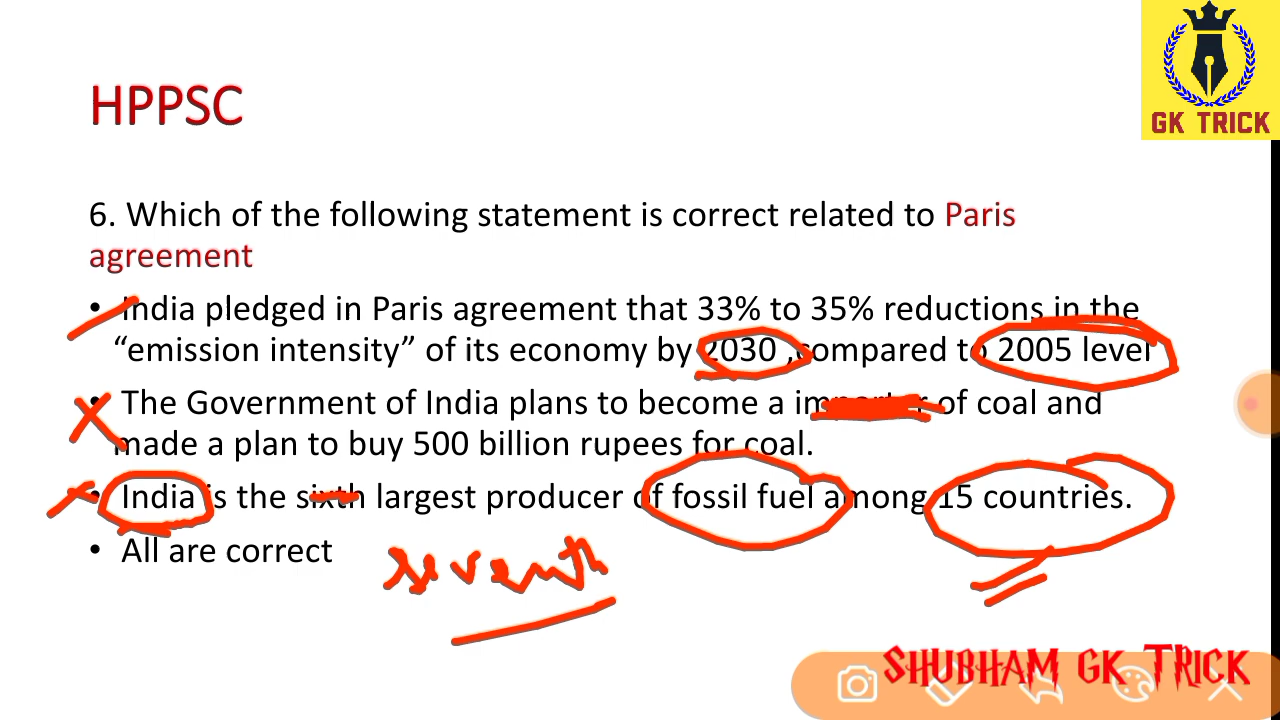 GK TRICK
HPPSC
6. Which of the following statement is correct related to Paris
agreement
• India pledged in Paris agreement that 33% to 35% reductions in the
“emission intensity” of its economy by 2030 ,compared to 2005 level
• The Government of India plans to become a importer of coal and
made a plan to buy 500 billion rupees for coal.
• India is the sixth largest producer of fossil fuel among 15 countries.
• All are correct
seventh
SHUBHAM GK TRICK